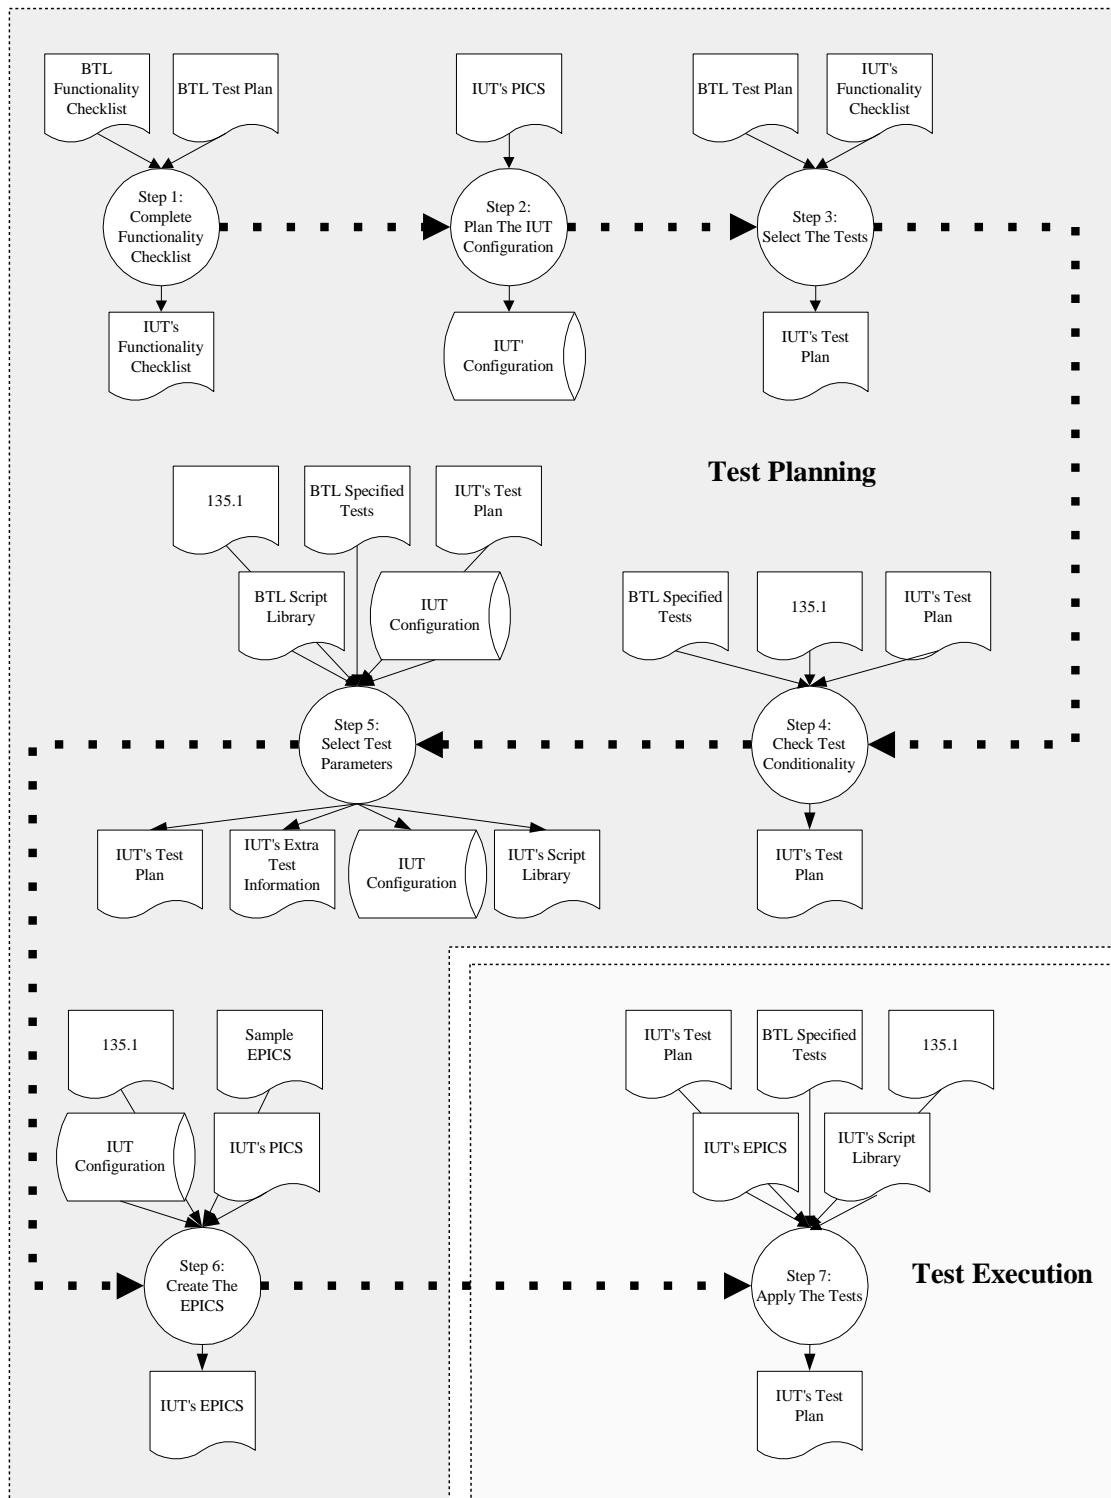 BTL
Functionality
Checklist
BTL Test Plan
IUT's PICS
BTL Test Plan
IUT's
Functionality
Checklist
Step 1:
Complete
Functionality
Checklist
Step 2:
Plan The IUT
Configuration
Step 3:
Select The Tests
IUT's
Functionality
Checklist
IUT'
Configuration
IUT's Test
Plan
Test Planning
135.1
BTL Specified
Tests
IUT's Test
Plan
BTL Script
Library
IUT
Configuration
BTL Specified
Tests
135.1
IUT's Test
Plan
Step 5:
Select Test
Parameters
Step 4:
Check Test
Conditionality
IUT's Test
Plan
IUT's Extra
Test
Information
IUT
Configuration
IUT's Script
Library
IUT's Test
Plan
135.1
Sample
EPICS
IUT
Configuration
IUT's PICS
IUT's Test
Plan
BTL Specified
Tests
135.1
IUT's EPICS
IUT's Script
Library
Step 6:
Create The
EPICS
Step 7:
Apply The Tests
Test Execution
IUT's EPICS
IUT's Test
Plan